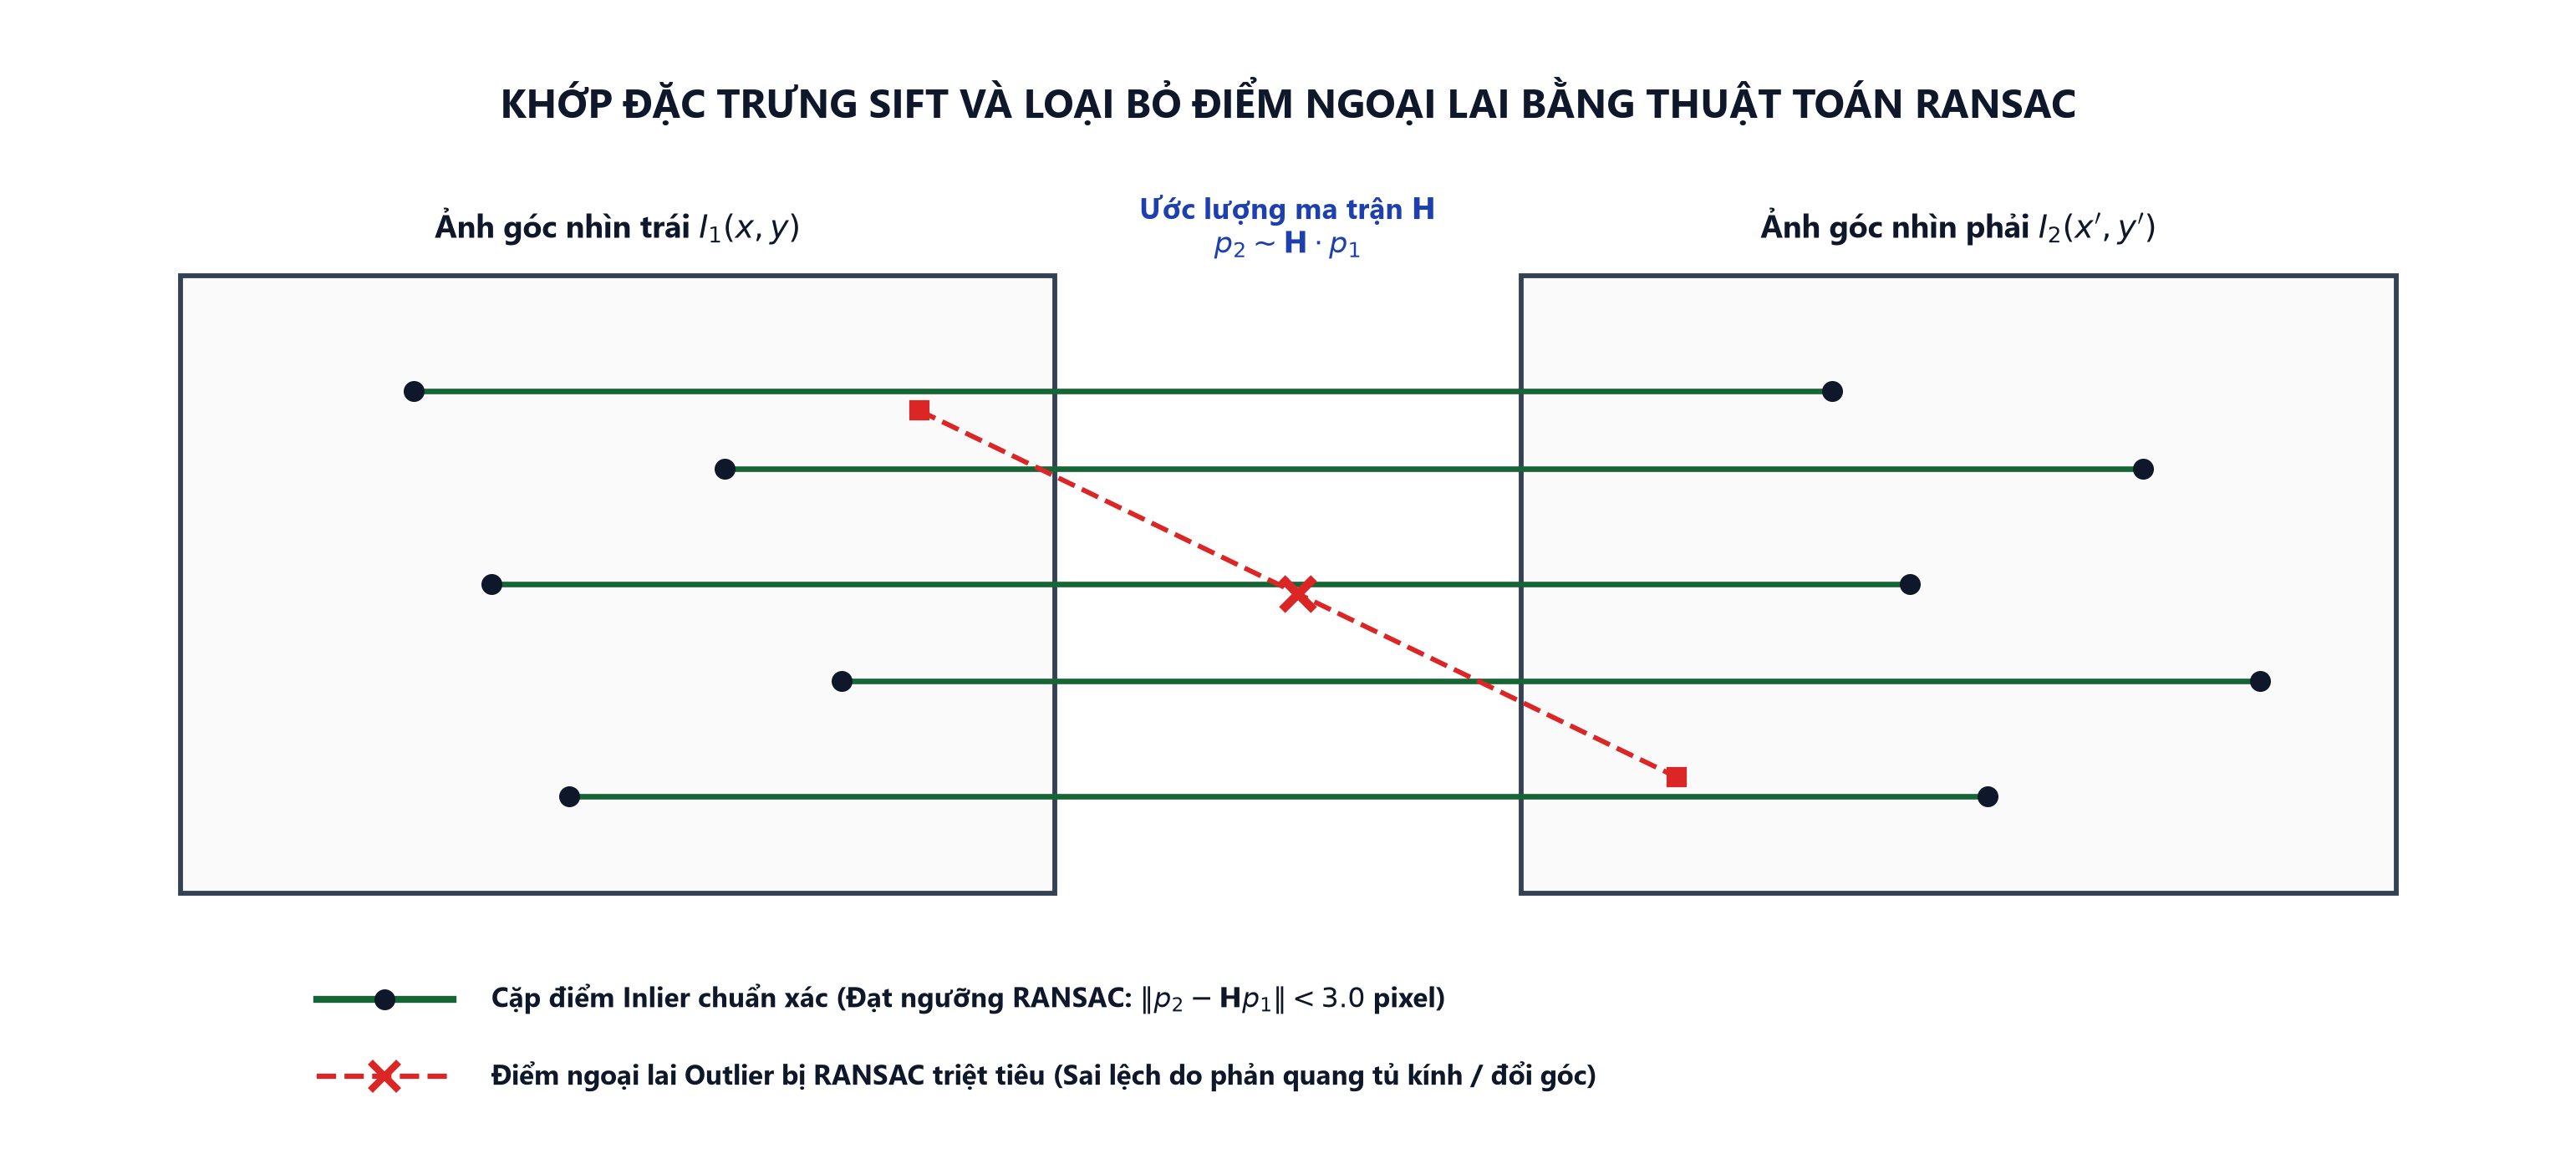 KHỚP ĐẶC TRƯNG SIFT VÀ LOẠI BỎ ĐIỂM NGOẠI LAI BẰNG THUẬT TOÁN RANSAC
Ảnh góc nhìn trái I₁(x, y)
Ước lượng ma trận H
p₂ ~ H · p₁
Ảnh góc nhìn phải I₂(x′, y′)
Cặp điểm Inlier chuẩn xác (Đạt ngưỡng RANSAC: ‖p₂ − Hp₁‖ < 3.0 pixel)
Điểm ngoại lai Outlier bị RANSAC triệt tiêu (Sai lệch do phản quang tủ kính / đổi góc)